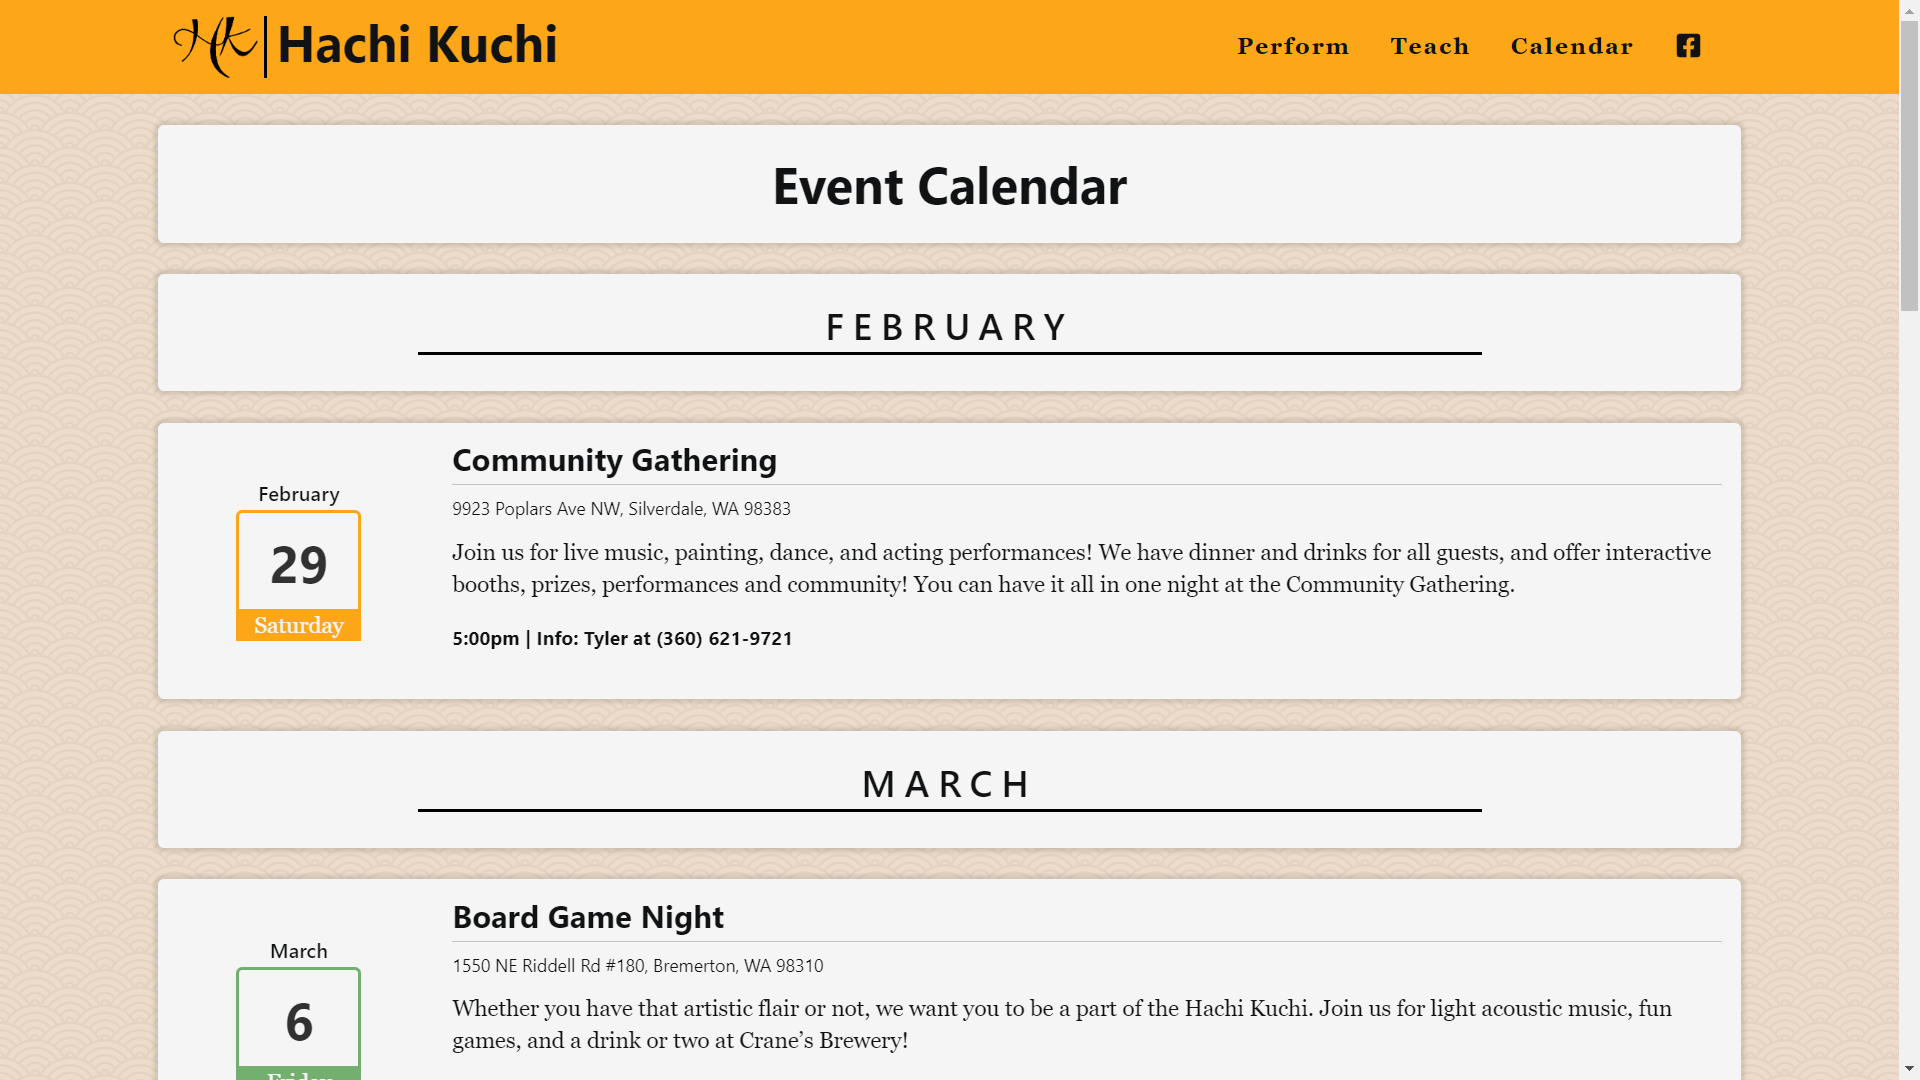 HK | Hachi Kuchi
Perform Teach Calendar
Event Calendar
FEBRUARY
February
29
Saturday
Community Gathering
9923 Poplars Ave NW, Silverdale, WA 98383
Join us for live music, painting, dance, and acting performances! We have dinner and drinks for all guests, and offer interactive
booths, prizes, performances and community! You can have it all in one night at the Community Gathering.
5:00pm | Info: Tyler at (360) 621-9721
MARCH
March
6
Friday
Board Game Night
1550 NE Riddell Rd #180, Bremerton, WA 98310
Whether you have that artistic flair or not, we want you to be a part of the Hachi Kuchi. Join us for light acoustic music, fun
games, and a drink or two at Crane’s Brewery!